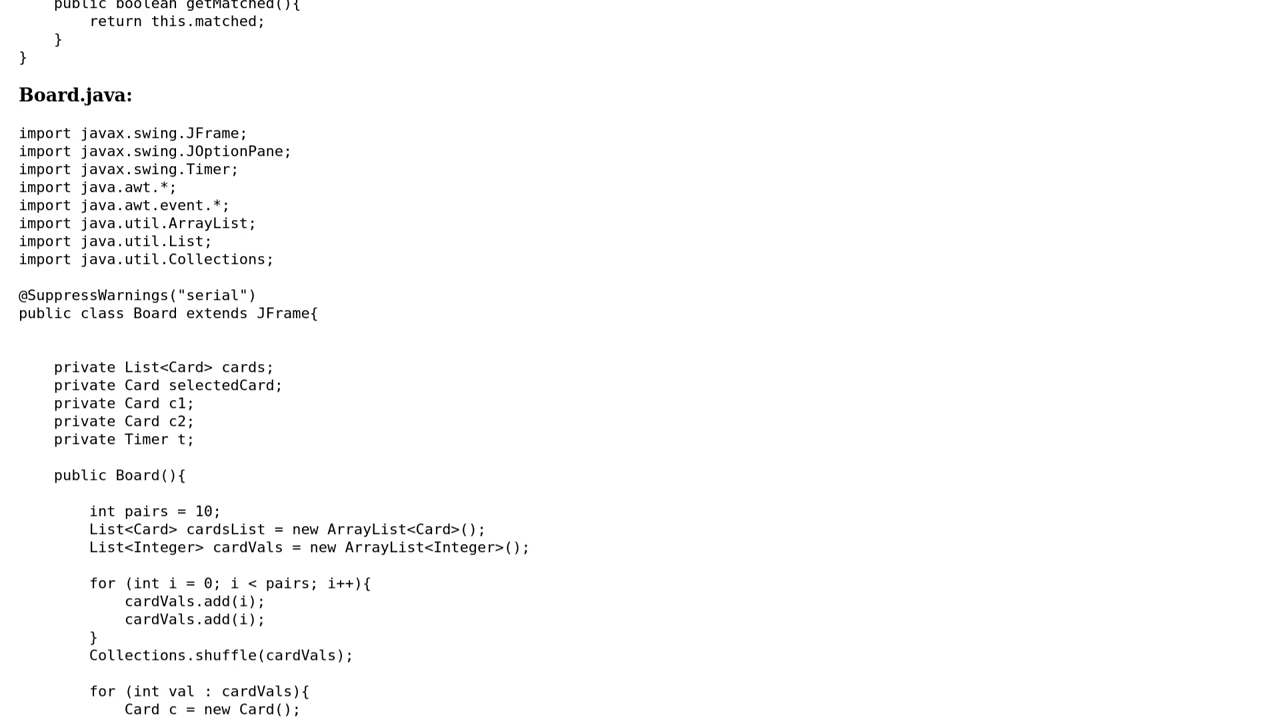 public boolean getMatched(){
        return this.matched;
    }
}
Board.java:
import javax.swing.JFrame;
import javax.swing.JOptionPane;
import javax.swing.Timer;
import java.awt.*;
import java.awt.event.*;
import java.util.ArrayList;
import java.util.List;
import java.util.Collections;
@SuppressWarnings("serial")
public class Board extends JFrame{
    private List<Card> cards;
    private Card selectedCard;
    private Card c1;
    private Card c2;
    private Timer t;
    public Board(){
        int pairs = 10;
        List<Card> cardsList = new ArrayList<Card>();
        List<Integer> cardVals = new ArrayList<Integer>();
        for (int i = 0; i < pairs; i++){
            cardVals.add(i);
            cardVals.add(i);
        }
        Collections.shuffle(cardVals);
        for (int val : cardVals){
            Card c = new Card();